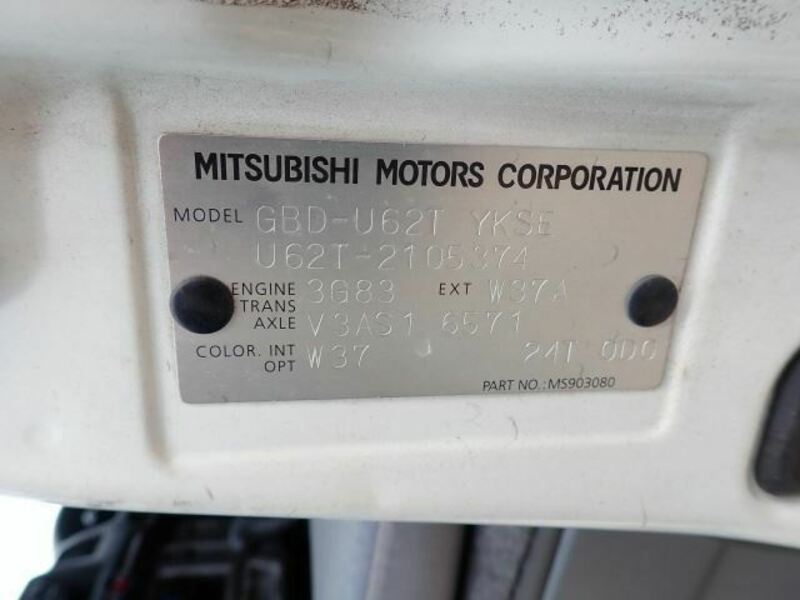 MITSUBISHI MOTORS CORPORATION
MODEL GBD-U62T YKSE
U62T-2105374
ENGINE 3G83 EXT W37A
TRANS
AXLE V3AS1 6571
COLOR. INT W37 24T 0D0
OPT
PART NO.: MS903080